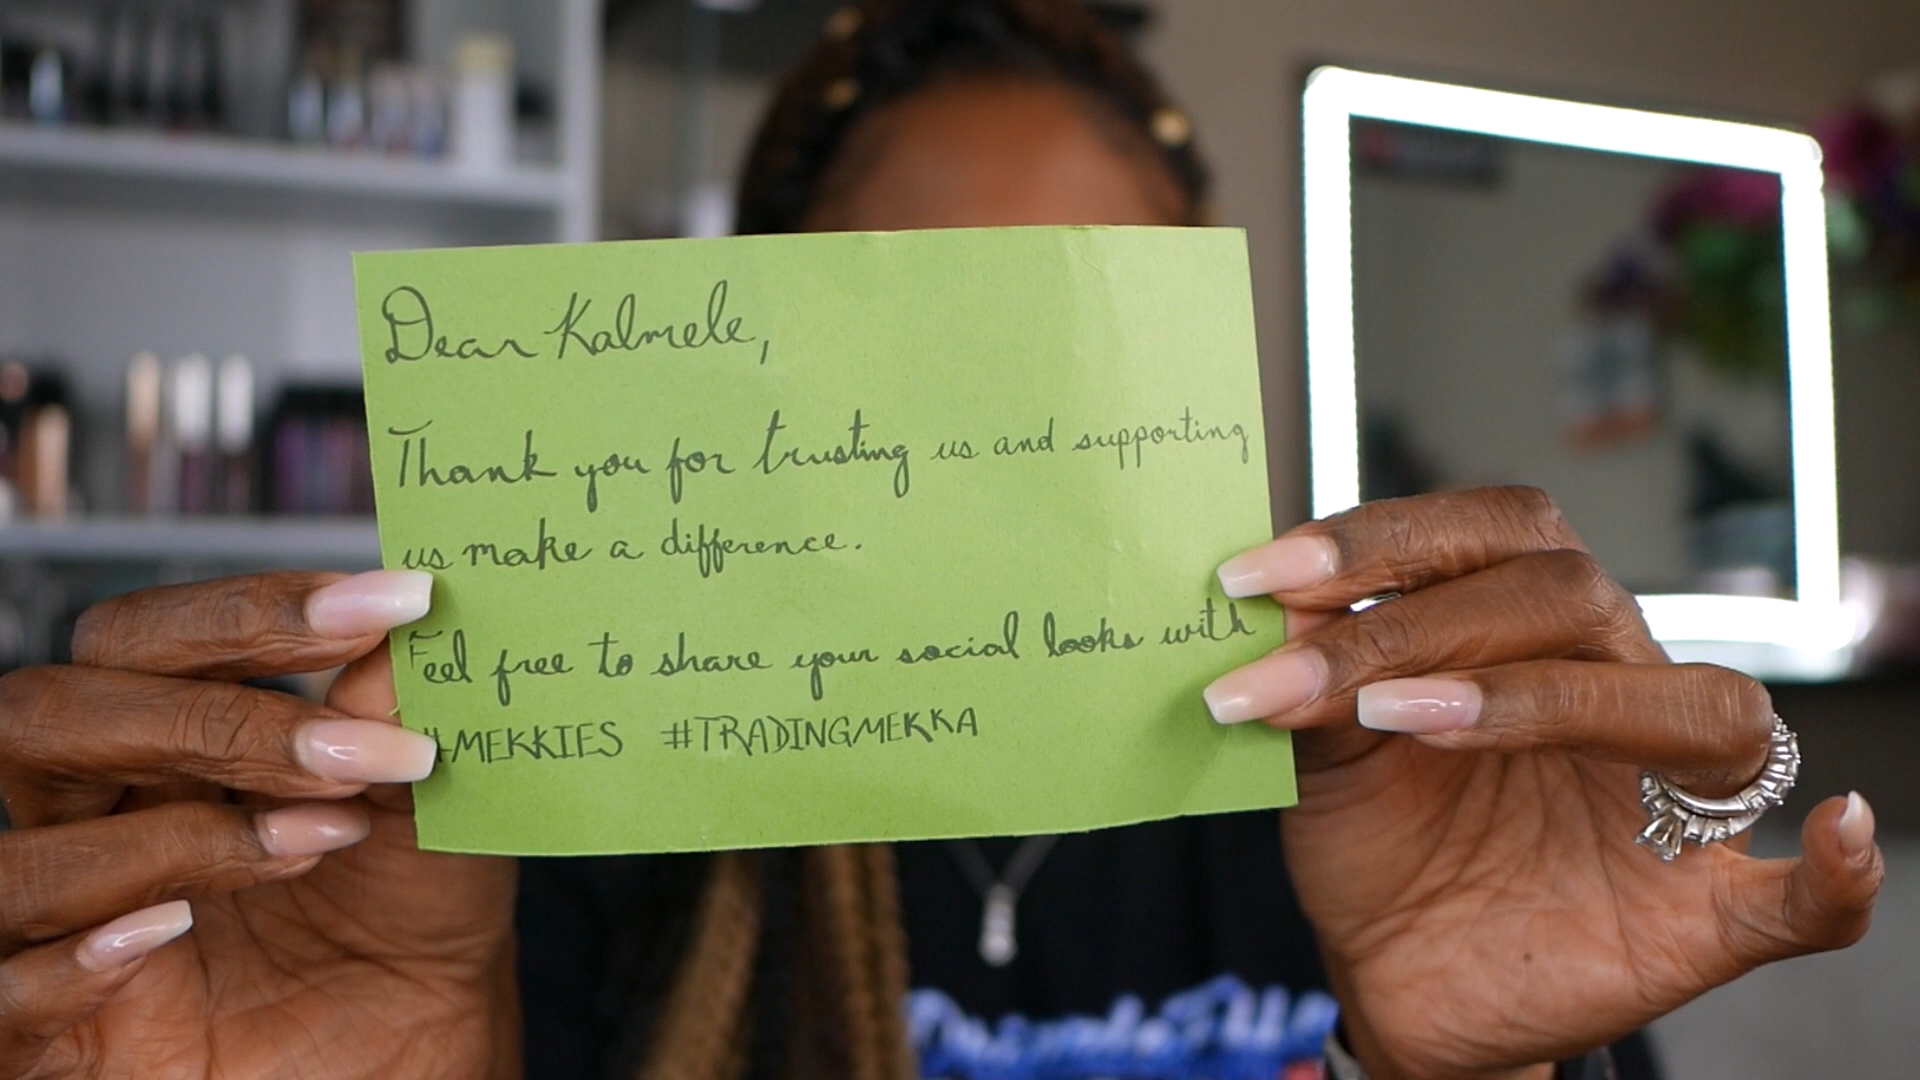 Dear Kalmele,
Thank you for trusting us and supporting
us make a difference.
Feel free to share your social looks with
#MEKKIES #TRADINGMEKKA